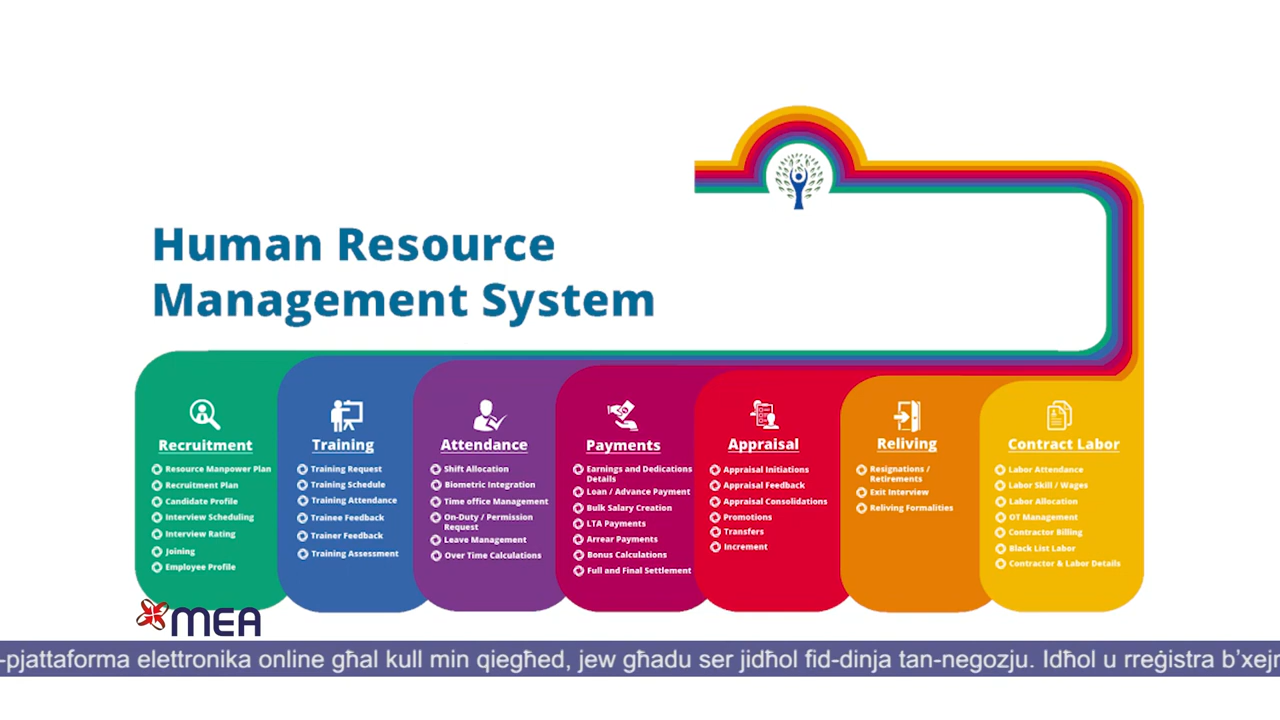 Human Resource
Management System
Recruitment
Resource Manpower Plan
Recruitment Plan
Candidate Profile
Interview Scheduling
Interview Rating
Joining
Employee Profile
Training
Training Request
Training Schedule
Training Attendance
Trainee Feedback
Trainer Feedback
Training Assessment
Attendance
Shift Allocation
Biometric Integration
Time office Management
On-Duty / Permission
Request
Leave Management
Over Time Calculations
Payments
Earnings and Dedications
Details
Loan / Advance Payment
Bulk Salary Creation
LTA Payments
Arrear Payments
Bonus Calculations
Full and Final Settlement
Appraisal
Appraisal Initiations
Appraisal Feedback
Appraisal Consolidations
Promotions
Transfers
Increment
Reliving
Resignations /
Retirements
Exit Interview
Reliving Formalities
Contract Labor
Labor Attendance
Labor Skill / Wages
Labor Allocation
OT Management
Contractor Billing
Black List Labor
Contractor & Labor Details
MEA
-pjattaforma elettronika online għal kull min qiegħed, jew għadu ser jidħol fid-dinja tan-negozju. Idħol u rreġistra b’xejr